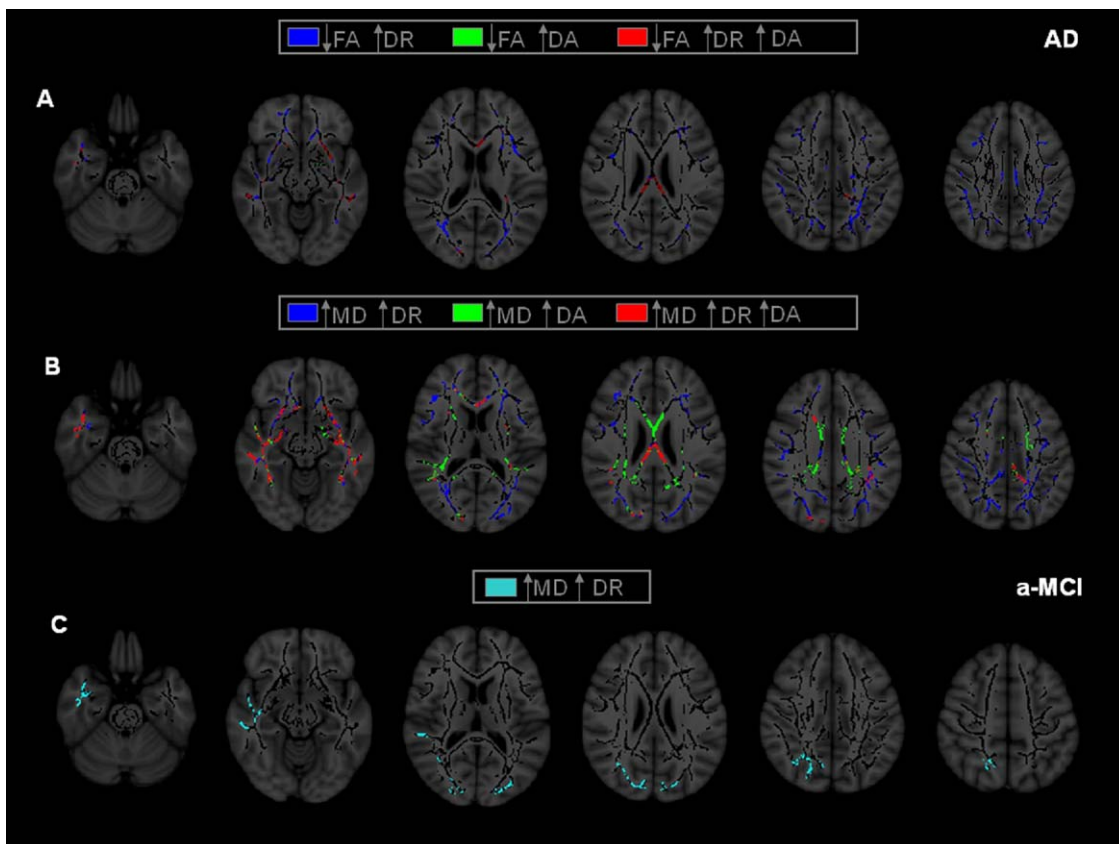 ↓FA ↑DR ↓FA ↑DA ↓FA ↑DR ↑DA
AD
A
↑MD ↑DR ↑MD ↑DA ↑MD ↑DR ↑DA
B
↑MD ↑DR
a-MCI
C